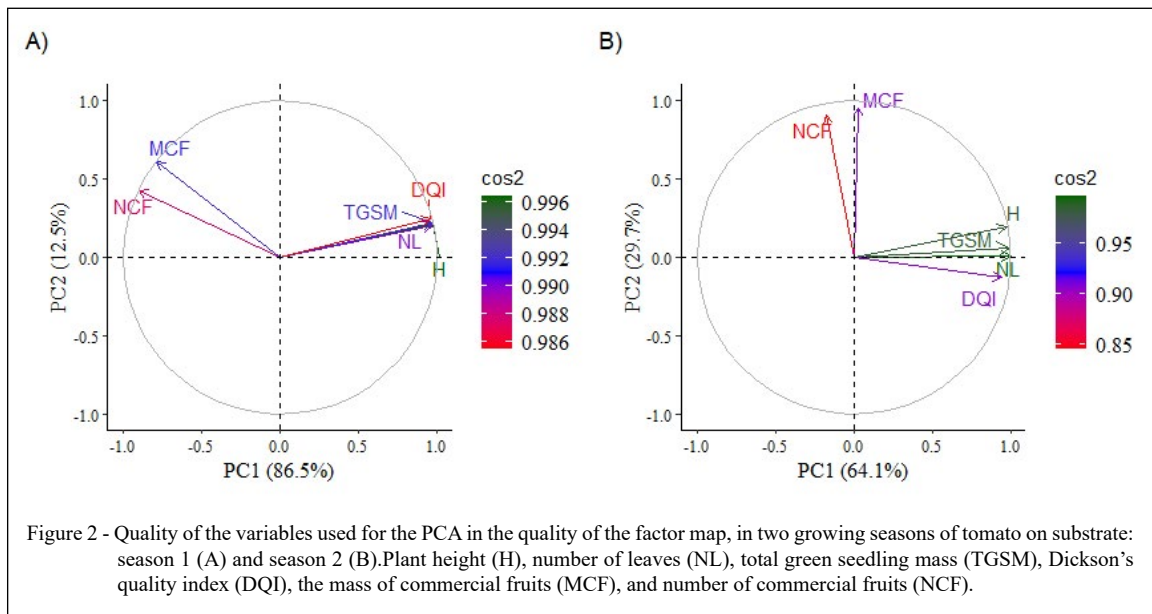 A)
1.0
0.5
0.0
-0.5
-1.0
PC2 (12.5%)
MCF
NCF
DQI
TGSM
NL
H
-1.0 -0.5 0.0 0.5 1.0
PC1 (86.5%)
cos2
0.996
0.994
0.992
0.990
0.988
0.986
B)
1.0
0.5
0.0
-0.5
-1.0
PC2 (29.7%)
MCF
NCF
H
TGSM
NL
DQI
-1.0 -0.5 0.0 0.5 1.0
PC1 (64.1%)
cos2
0.95
0.90
0.85
Figure 2 - Quality of the variables used for the PCA in the quality of the factor map, in two growing seasons of tomato on substrate:
season 1 (A) and season 2 (B).Plant height (H), number of leaves (NL), total green seedling mass (TGSM), Dickson's
quality index (DQI), the mass of commercial fruits (MCF), and number of commercial fruits (NCF).